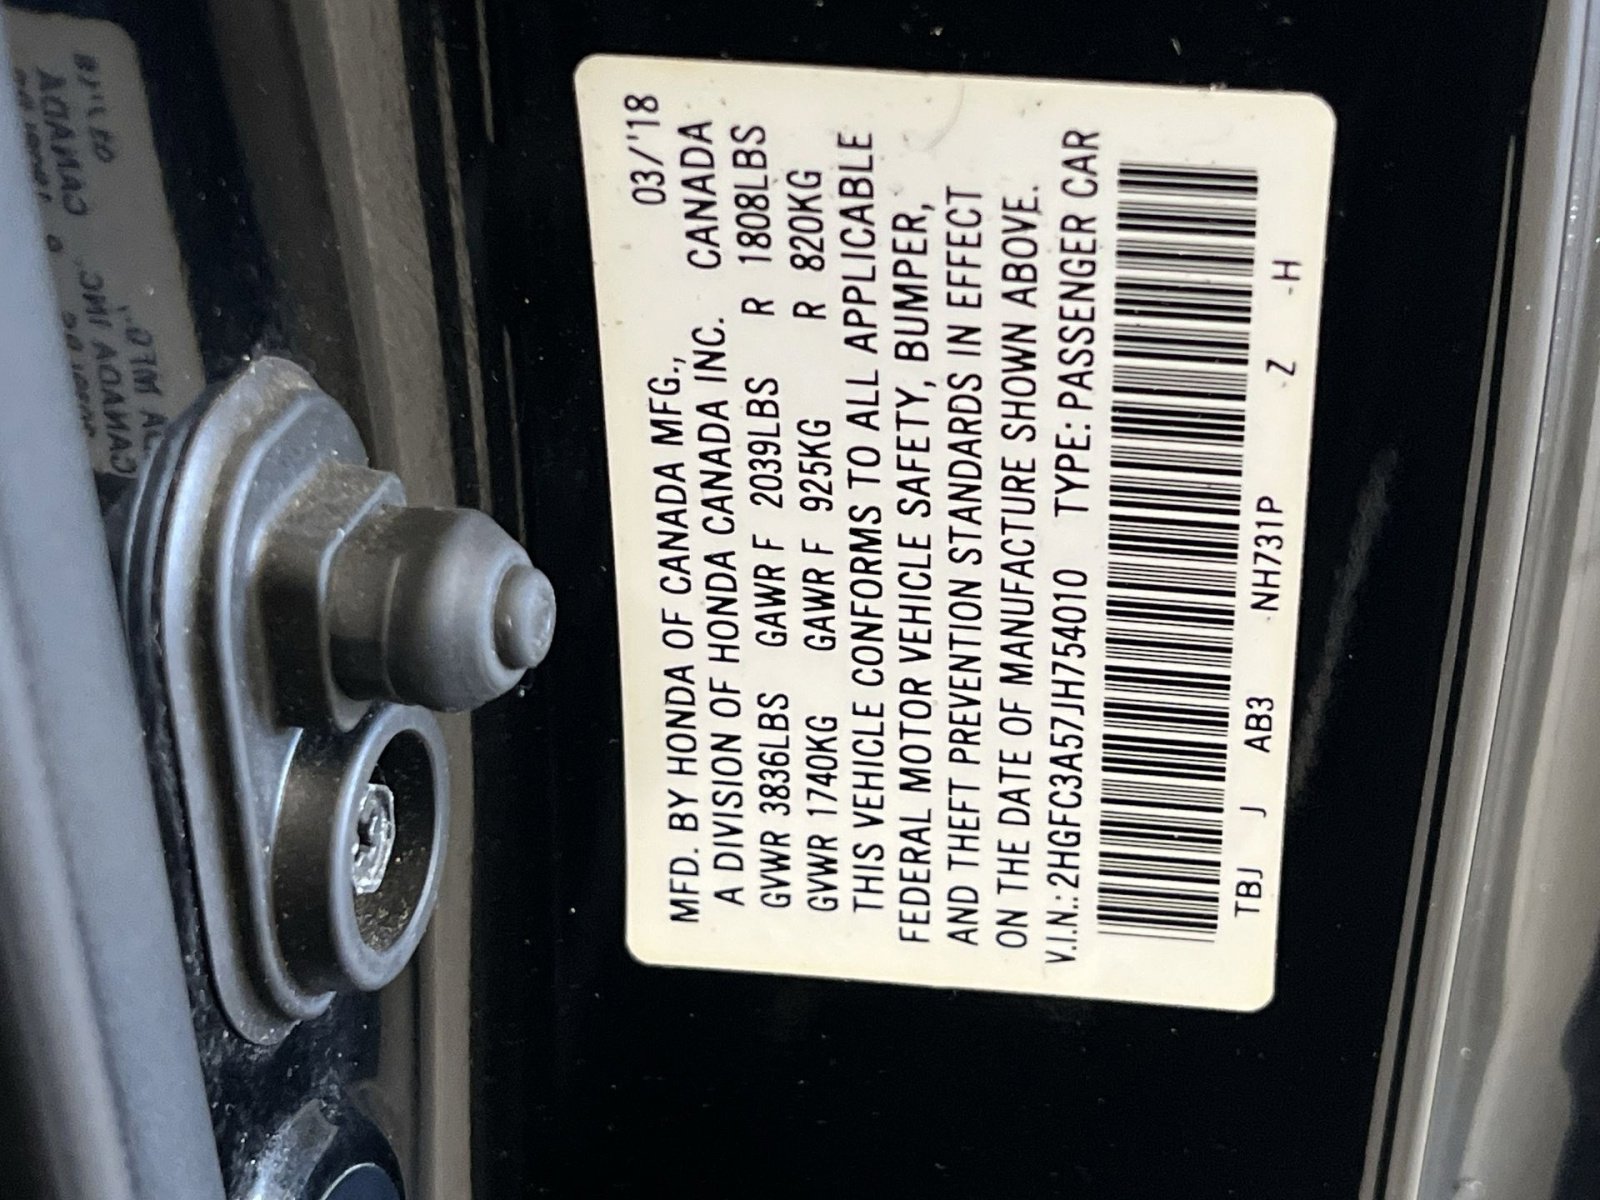 03/'18
MFD. BY HONDA OF CANADA MFG.,
A DIVISION OF HONDA CANADA INC. CANADA
GVWR 3836LBS GAWR F 2039LBS R 1808LBS
GVWR 1740KG GAWR F 925KG R 820KG
THIS VEHICLE CONFORMS TO ALL APPLICABLE
FEDERAL MOTOR VEHICLE SAFETY, BUMPER,
AND THEFT PREVENTION STANDARDS IN EFFECT
ON THE DATE OF MANUFACTURE SHOWN ABOVE.
V.I.N.: 2HGFC3A57JH754010 TYPE: PASSENGER CAR
TBJ J AB3 NH731P Z -H